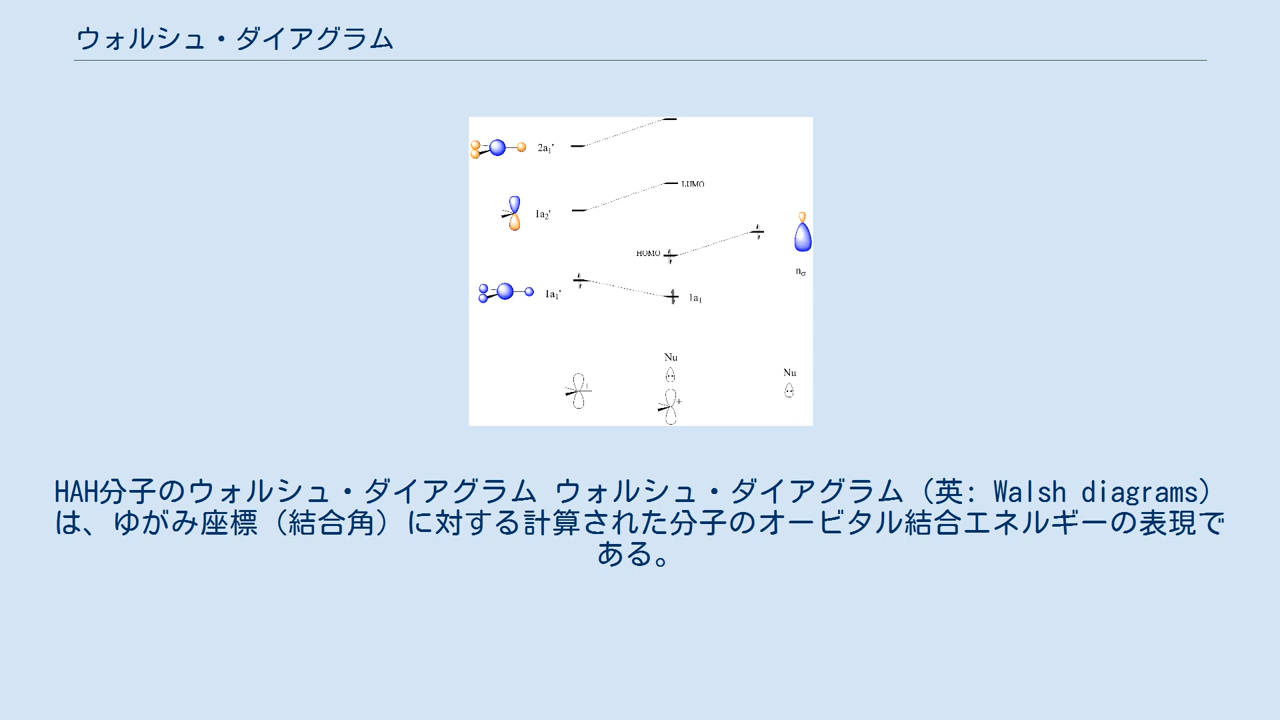 ウォルシュ・ダイアグラム
2a₁'
LUMO
1a₂'
HOMO
nσ
1a₁'
1a₁
Nu
Nu
+
HAH分子のウォルシュ・ダイアグラム ウォルシュ・ダイアグラム（英: Walsh diagrams）
は、ゆがみ座標（結合角）に対する計算された分子のオービタル結合エネルギーの表現で
ある。